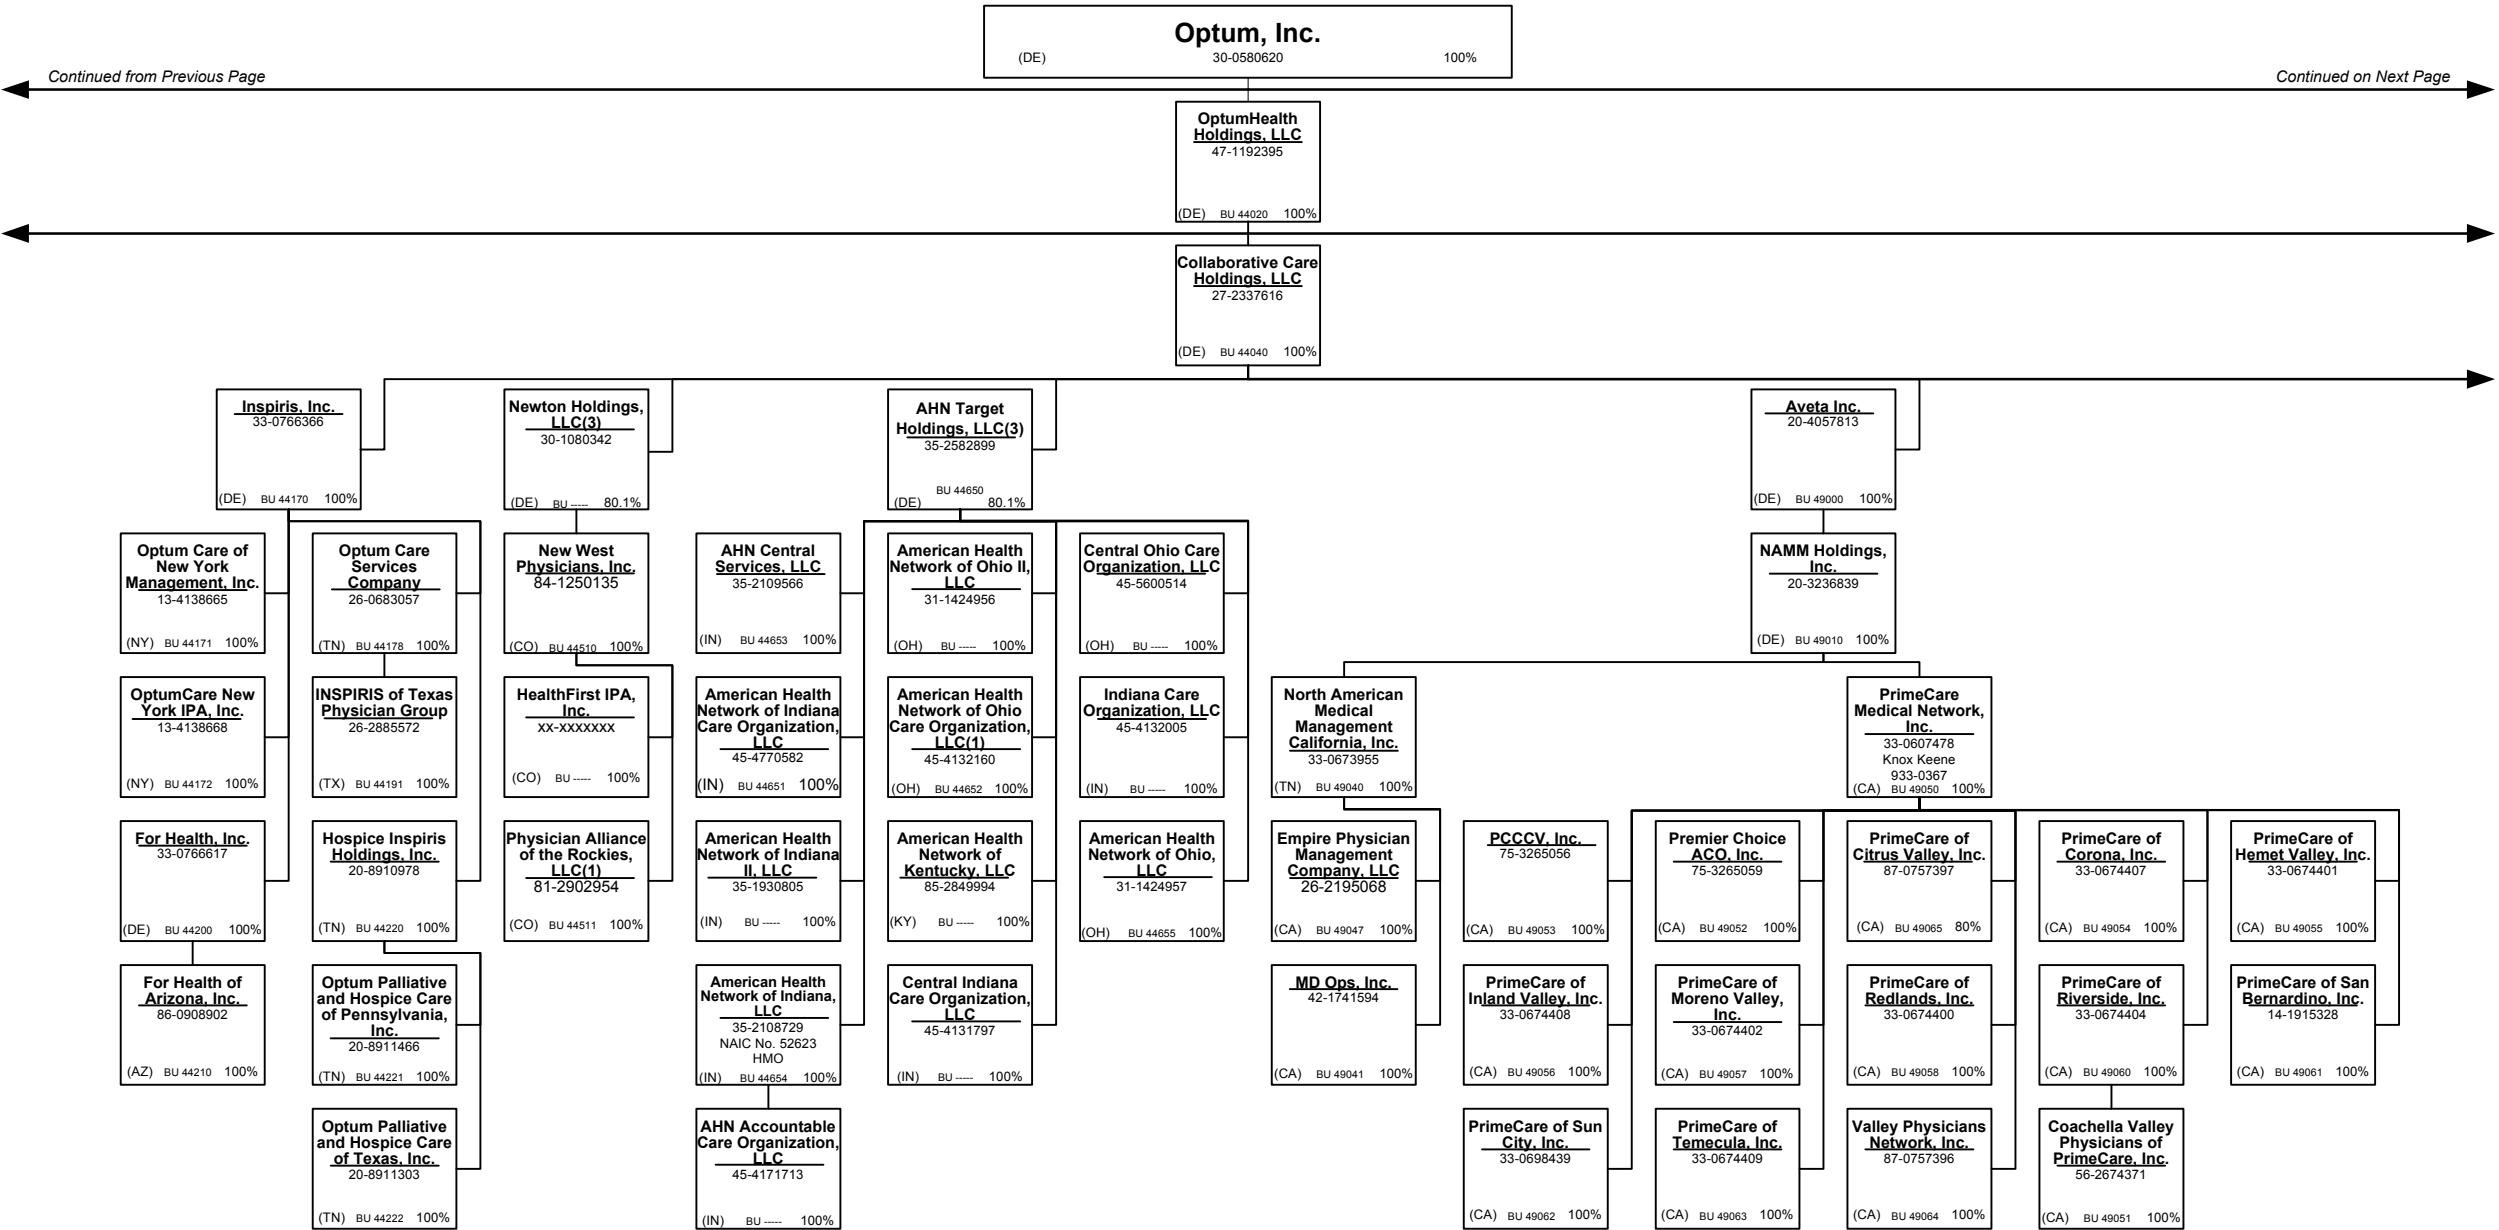 Optum, Inc.
(DE) 30-0580620 100%
Continued from Previous Page
Continued on Next Page
OptumHealth
Holdings, LLC
47-1192395
(DE) BU 44020 100%
Collaborative Care
Holdings, LLC
27-2337616
(DE) BU 44040 100%
Inspiris, Inc.
33-0766366
(DE) BU 44170 100%
Newton Holdings,
LLC(3)
30-1080342
(DE) BU ----- 80.1%
AHN Target
Holdings, LLC(3)
35-2582899
BU 44650
(DE) 80.1%
Aveta Inc.
20-4057813
(DE) BU 49000 100%
Optum Care of
New York
Management, Inc.
13-4138665
(NY) BU 44171 100%
Optum Care
Services
Company
26-0683057
(TN) BU 44178 100%
New West
Physicians, Inc.
84-1250135
(CO) BU 44510 100%
AHN Central
Services, LLC
35-2109566
(IN) BU 44653 100%
American Health
Network of Ohio II,
LLC
31-1424956
(OH) BU ----- 100%
Central Ohio Care
Organization, LLC
45-5600514
(OH) BU ----- 100%
NAMM Holdings,
Inc.
20-3236839
(DE) BU 49010 100%
OptumCare New
York IPA, Inc.
13-4138668
(NY) BU 44172 100%
INSPIRIS of Texas
Physician Group
26-2885572
(TX) BU 44191 100%
HealthFirst IPA,
Inc.
xx-xxxxxxx
(CO) BU ----- 100%
American Health
Network of Indiana
Care Organization,
LLC
45-4770582
(IN) BU 44651 100%
American Health
Network of Ohio
Care Organization,
LLC(1)
45-4132160
(OH) BU 44652 100%
Indiana Care
Organization, LLC
45-4132005
(IN) BU ----- 100%
North American
Medical
Management
California, Inc.
33-0673955
(TN) BU 49040 100%
PrimeCare
Medical Network,
Inc.
33-0607478
Knox Keene
933-0367
(CA) BU 49050 100%
For Health, Inc.
33-0766617
(DE) BU 44200 100%
Hospice Inspiris
Holdings, Inc.
20-8910978
(TN) BU 44220 100%
Physician Alliance
of the Rockies,
LLC(1)
81-2902954
(CO) BU 44511 100%
American Health
Network of Indiana
II, LLC
35-1930805
(IN) BU ----- 100%
American Health
Network of
Kentucky, LLC
85-2849994
(KY) BU ----- 100%
American Health
Network of Ohio,
LLC
31-1424957
(OH) BU 44655 100%
Empire Physician
Management
Company, LLC
26-2195068
(CA) BU 49047 100%
PCCCV, Inc.
75-3265056
(CA) BU 49053 100%
Premier Choice
ACO, Inc.
75-3265059
(CA) BU 49052 100%
PrimeCare of
Citrus Valley, Inc.
87-0757397
(CA) BU 49065 80%
PrimeCare of
Corona, Inc.
33-0674407
(CA) BU 49054 100%
PrimeCare of
Hemet Valley, Inc.
33-0674401
(CA) BU 49055 100%
For Health of
Arizona, Inc.
86-0908902
(AZ) BU 44210 100%
Optum Palliative
and Hospice Care
of Pennsylvania,
Inc.
20-8911466
(TN) BU 44221 100%
American Health
Network of Indiana,
LLC
35-2108729
NAIC No. 52623
HMO
(IN) BU 44654 100%
Central Indiana
Care Organization,
LLC
45-4131797
(IN) BU ----- 100%
MD Ops, Inc.
42-1741594
(CA) BU 49041 100%
PrimeCare of
Inland Valley, Inc.
33-0674408
(CA) BU 49056 100%
PrimeCare of
Moreno Valley,
Inc.
33-0674402
(CA) BU 49057 100%
PrimeCare of
Redlands, Inc.
33-0674400
(CA) BU 49058 100%
PrimeCare of
Riverside, Inc.
33-0674404
(CA) BU 49060 100%
PrimeCare of San
Bernardino, Inc.
14-1915328
(CA) BU 49061 100%
Optum Palliative
and Hospice Care
of Texas, Inc.
20-8911303
(TN) BU 44222 100%
AHN Accountable
Care Organization,
LLC
45-4171713
(IN) BU ----- 100%
PrimeCare of Sun
City, Inc.
33-0698439
(CA) BU 49062 100%
PrimeCare of
Temecula, Inc.
33-0674409
(CA) BU 49063 100%
Valley Physicians
Network, Inc.
87-0757396
(CA) BU 49064 100%
Coachella Valley
Physicians of
PrimeCare, Inc.
56-2674371
(CA) BU 49051 100%